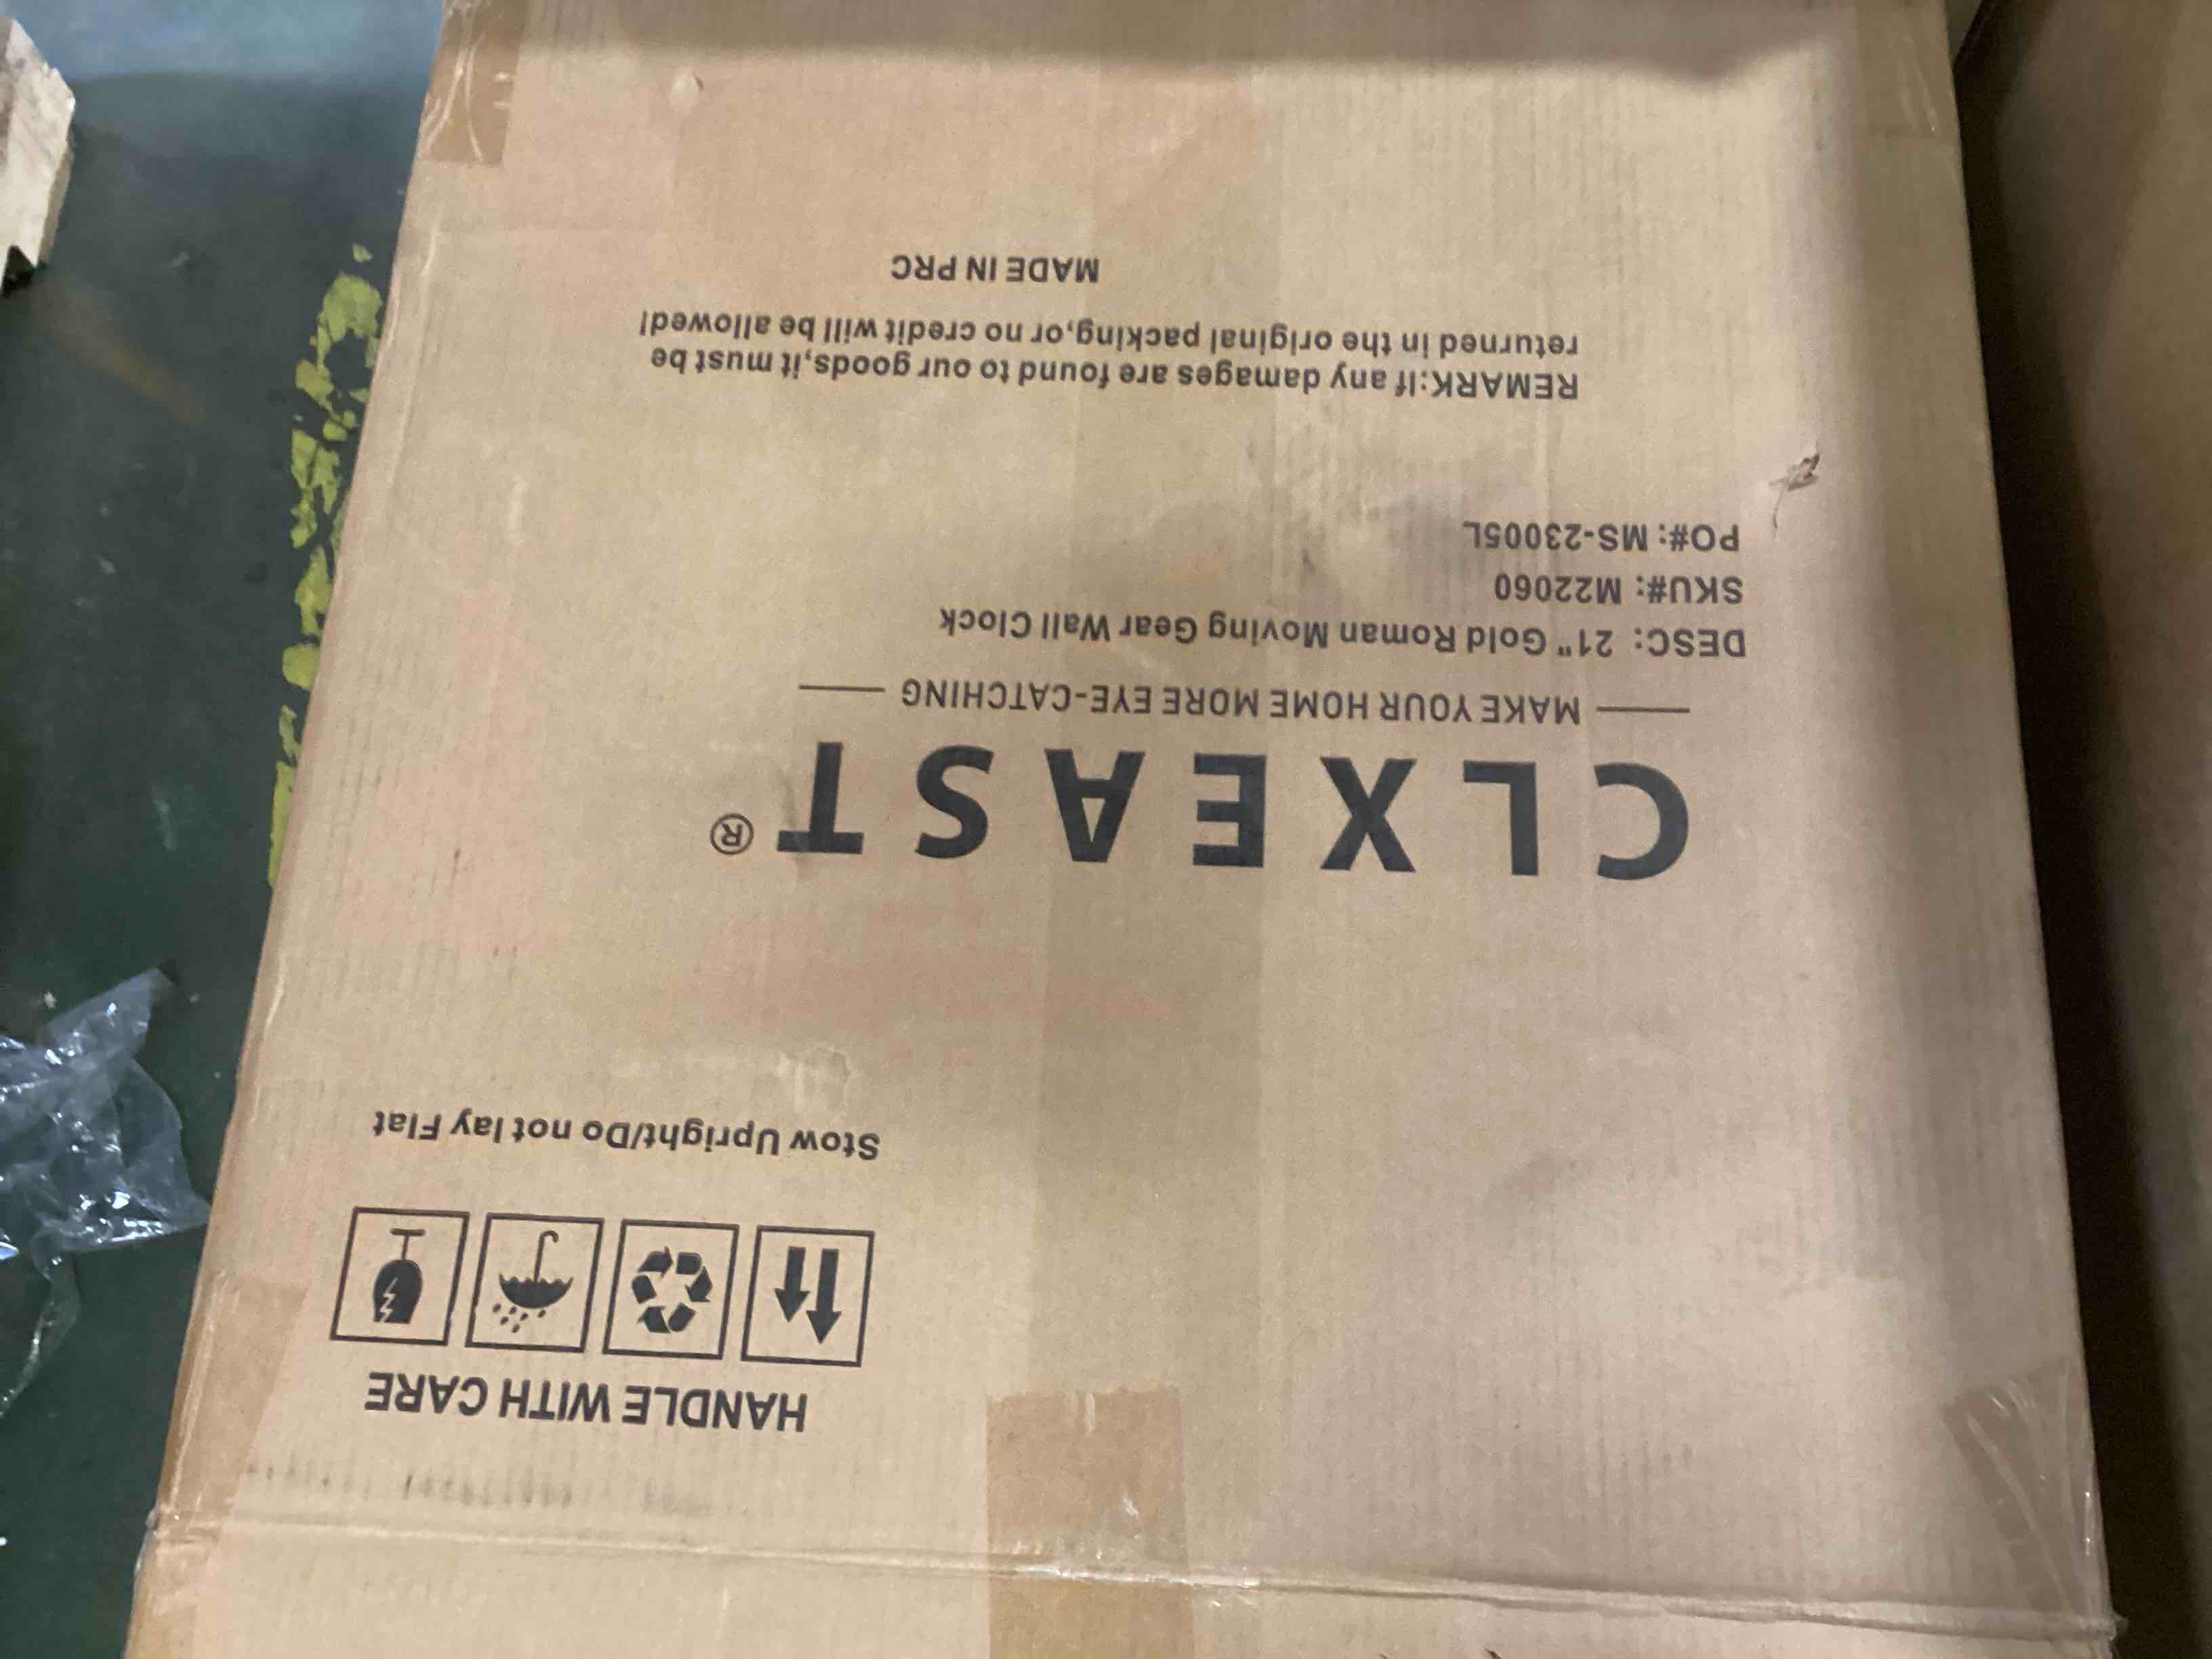 HANDLE WITH CARE
Stow Upright/Do not lay Flat
CLXEAST®
MAKE YOUR HOME MORE EYE-CATCHING
DESC: 21" Gold Roman Moving Gear Wall Clock
SKU#: M22060
PO#: MS-23005L
REMARK:If any damages are found to our goods,it must be
returned in the original packing,or no credit will be allowed!
MADE IN PRC